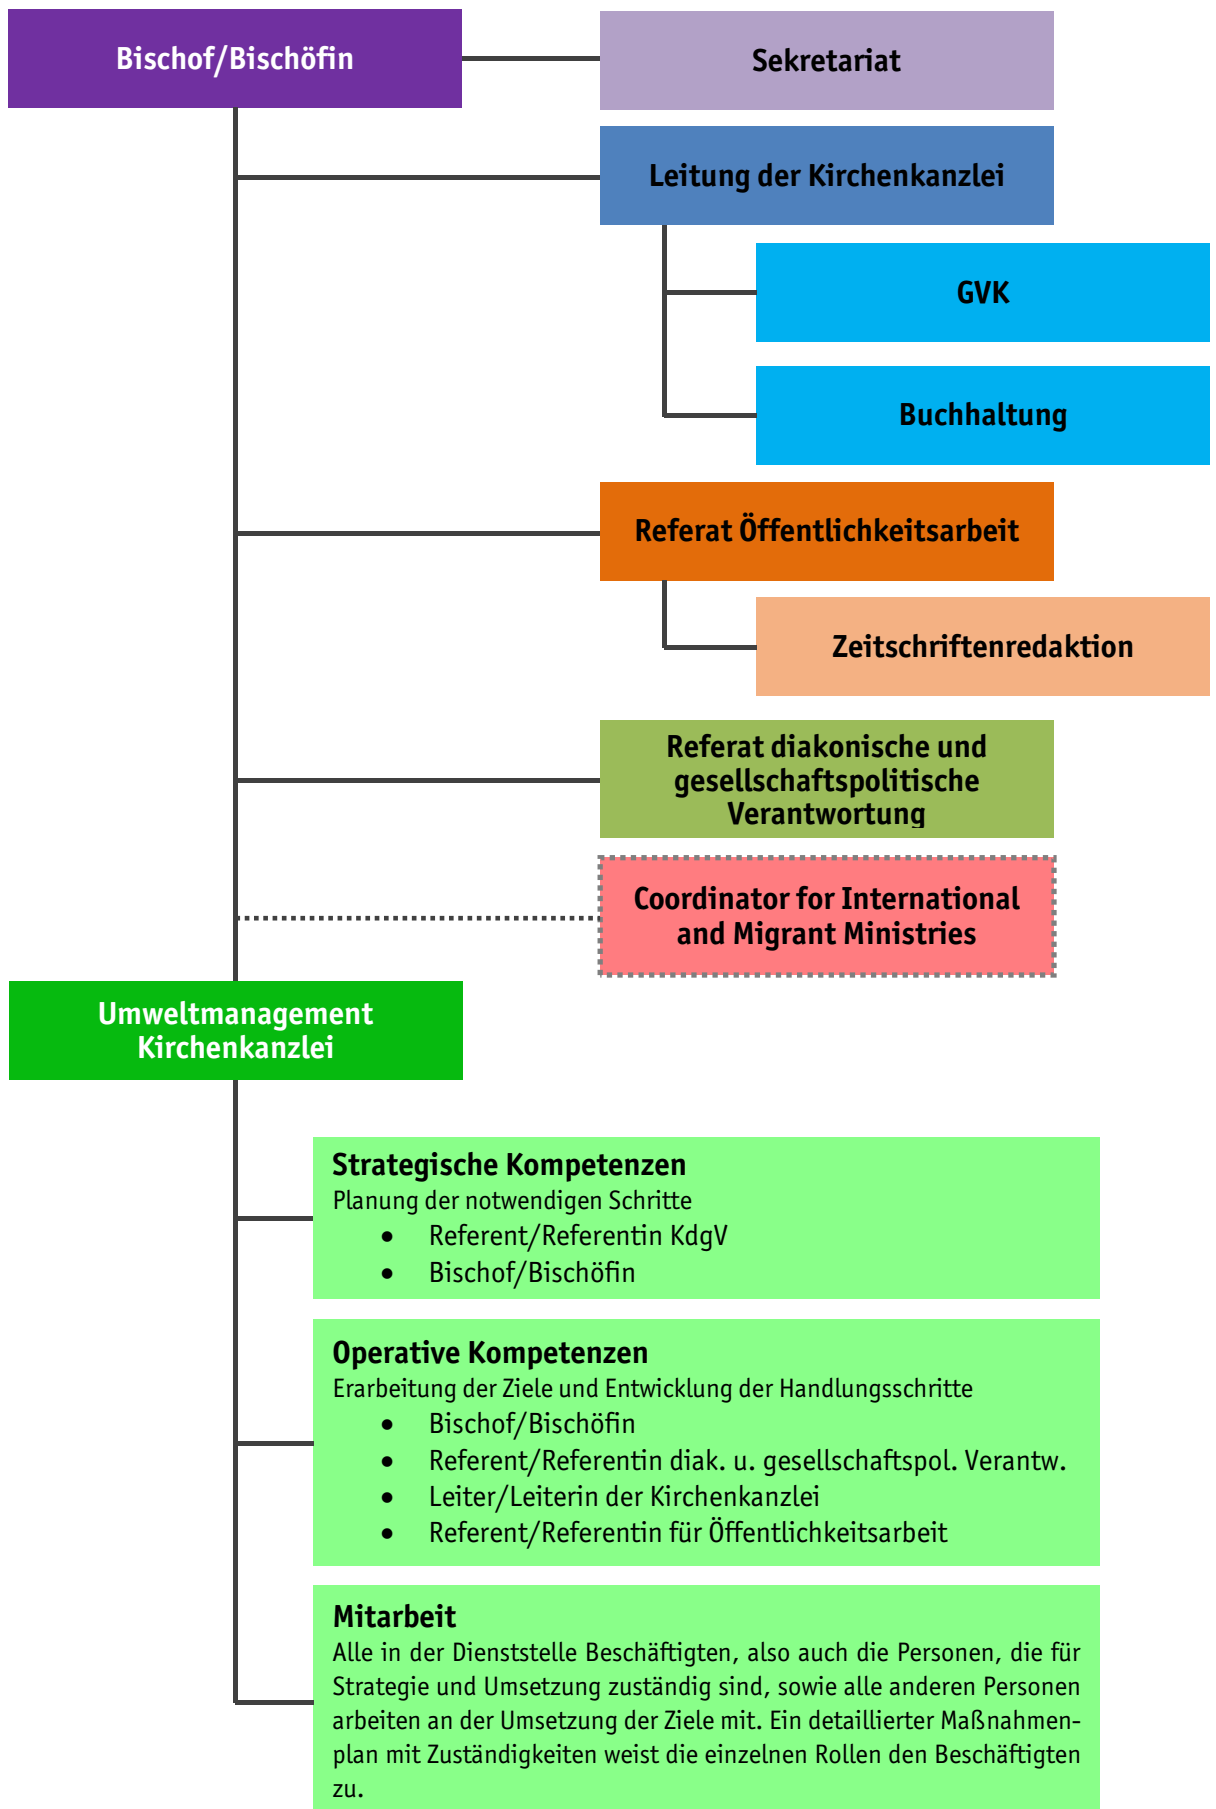 Bischof/Bischöfin
Sekretariat
Leitung der Kirchenkanzlei
GVK
Buchhaltung
Referat Öffentlichkeitsarbeit
Zeitschriftenredaktion
Referat diakonische und
gesellschaftspolitische
Verantwortung
Coordinator for International
and Migrant Ministries
Umweltmanagement
Kirchenkanzlei
Strategische Kompetenzen
Planung der notwendigen Schritte
• Referent/Referentin KdgV
• Bischof/Bischöfin
Operative Kompetenzen
Erarbeitung der Ziele und Entwicklung der Handlungsschritte
• Bischof/Bischöfin
• Referent/Referentin diak. u. gesellschaftspol. Verantw.
• Leiter/Leiterin der Kirchenkanzlei
• Referent/Referentin für Öffentlichkeitsarbeit
Mitarbeit
Alle in der Dienststelle Beschäftigten, also auch die Personen, die für
Strategie und Umsetzung zuständig sind, sowie alle anderen Personen
arbeiten an der Umsetzung der Ziele mit. Ein detaillierter Maßnahmen-
plan mit Zuständigkeiten weist die einzelnen Rollen den Beschäftigten
zu.